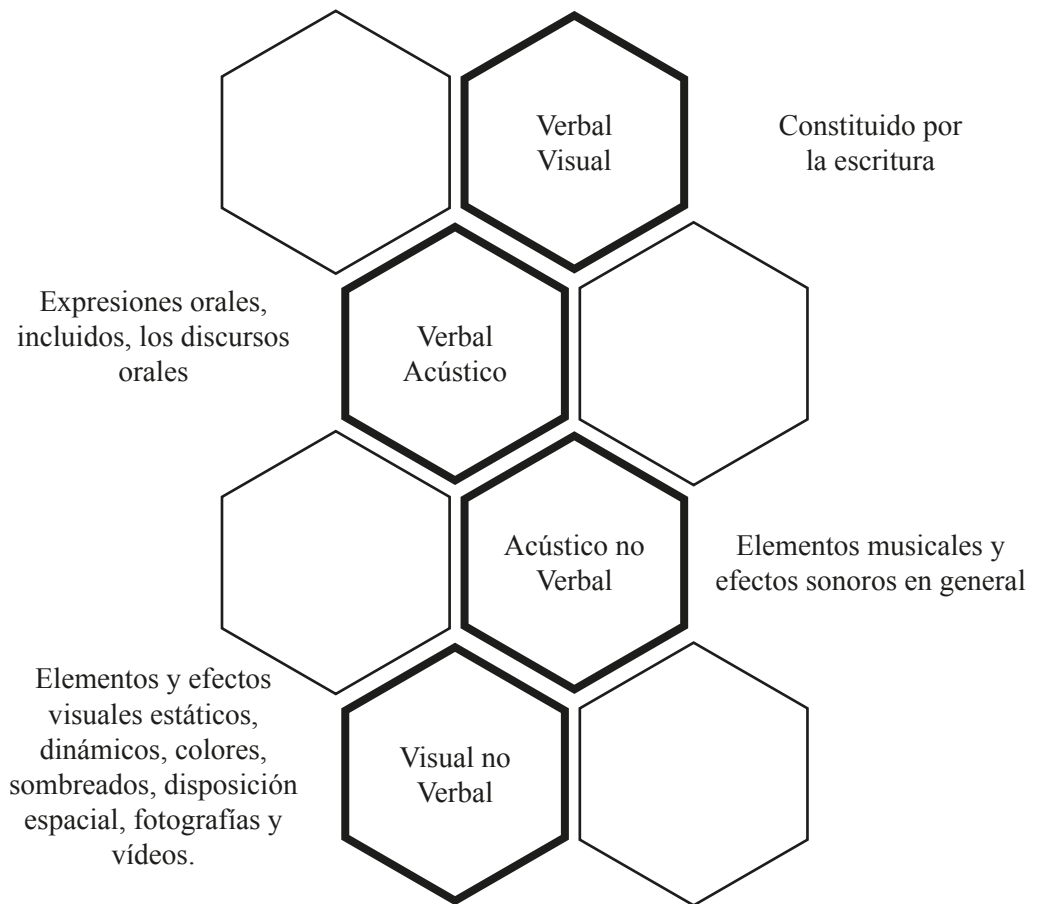 Verbal
Visual
Constituido por
la escritura
Expresiones orales,
incluidos, los discursos
orales
Verbal
Acústico
Acústico no
Verbal
Elementos musicales y
efectos sonoros en general
Elementos y efectos
visuales estáticos,
dinámicos, colores,
sombreados, disposición
espacial, fotografías y
vídeos.
Visual no
Verbal